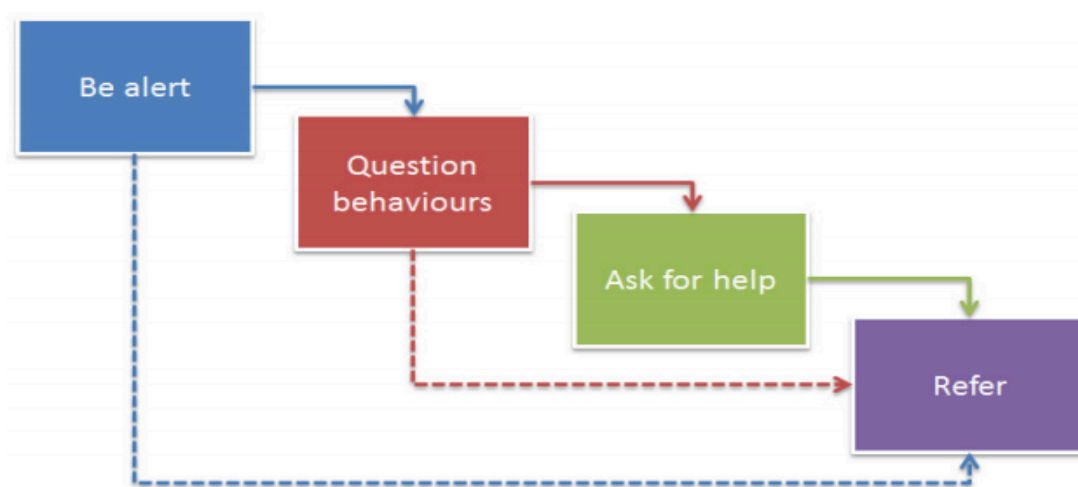 Be alert
Question
behaviours
Ask for help
Refer